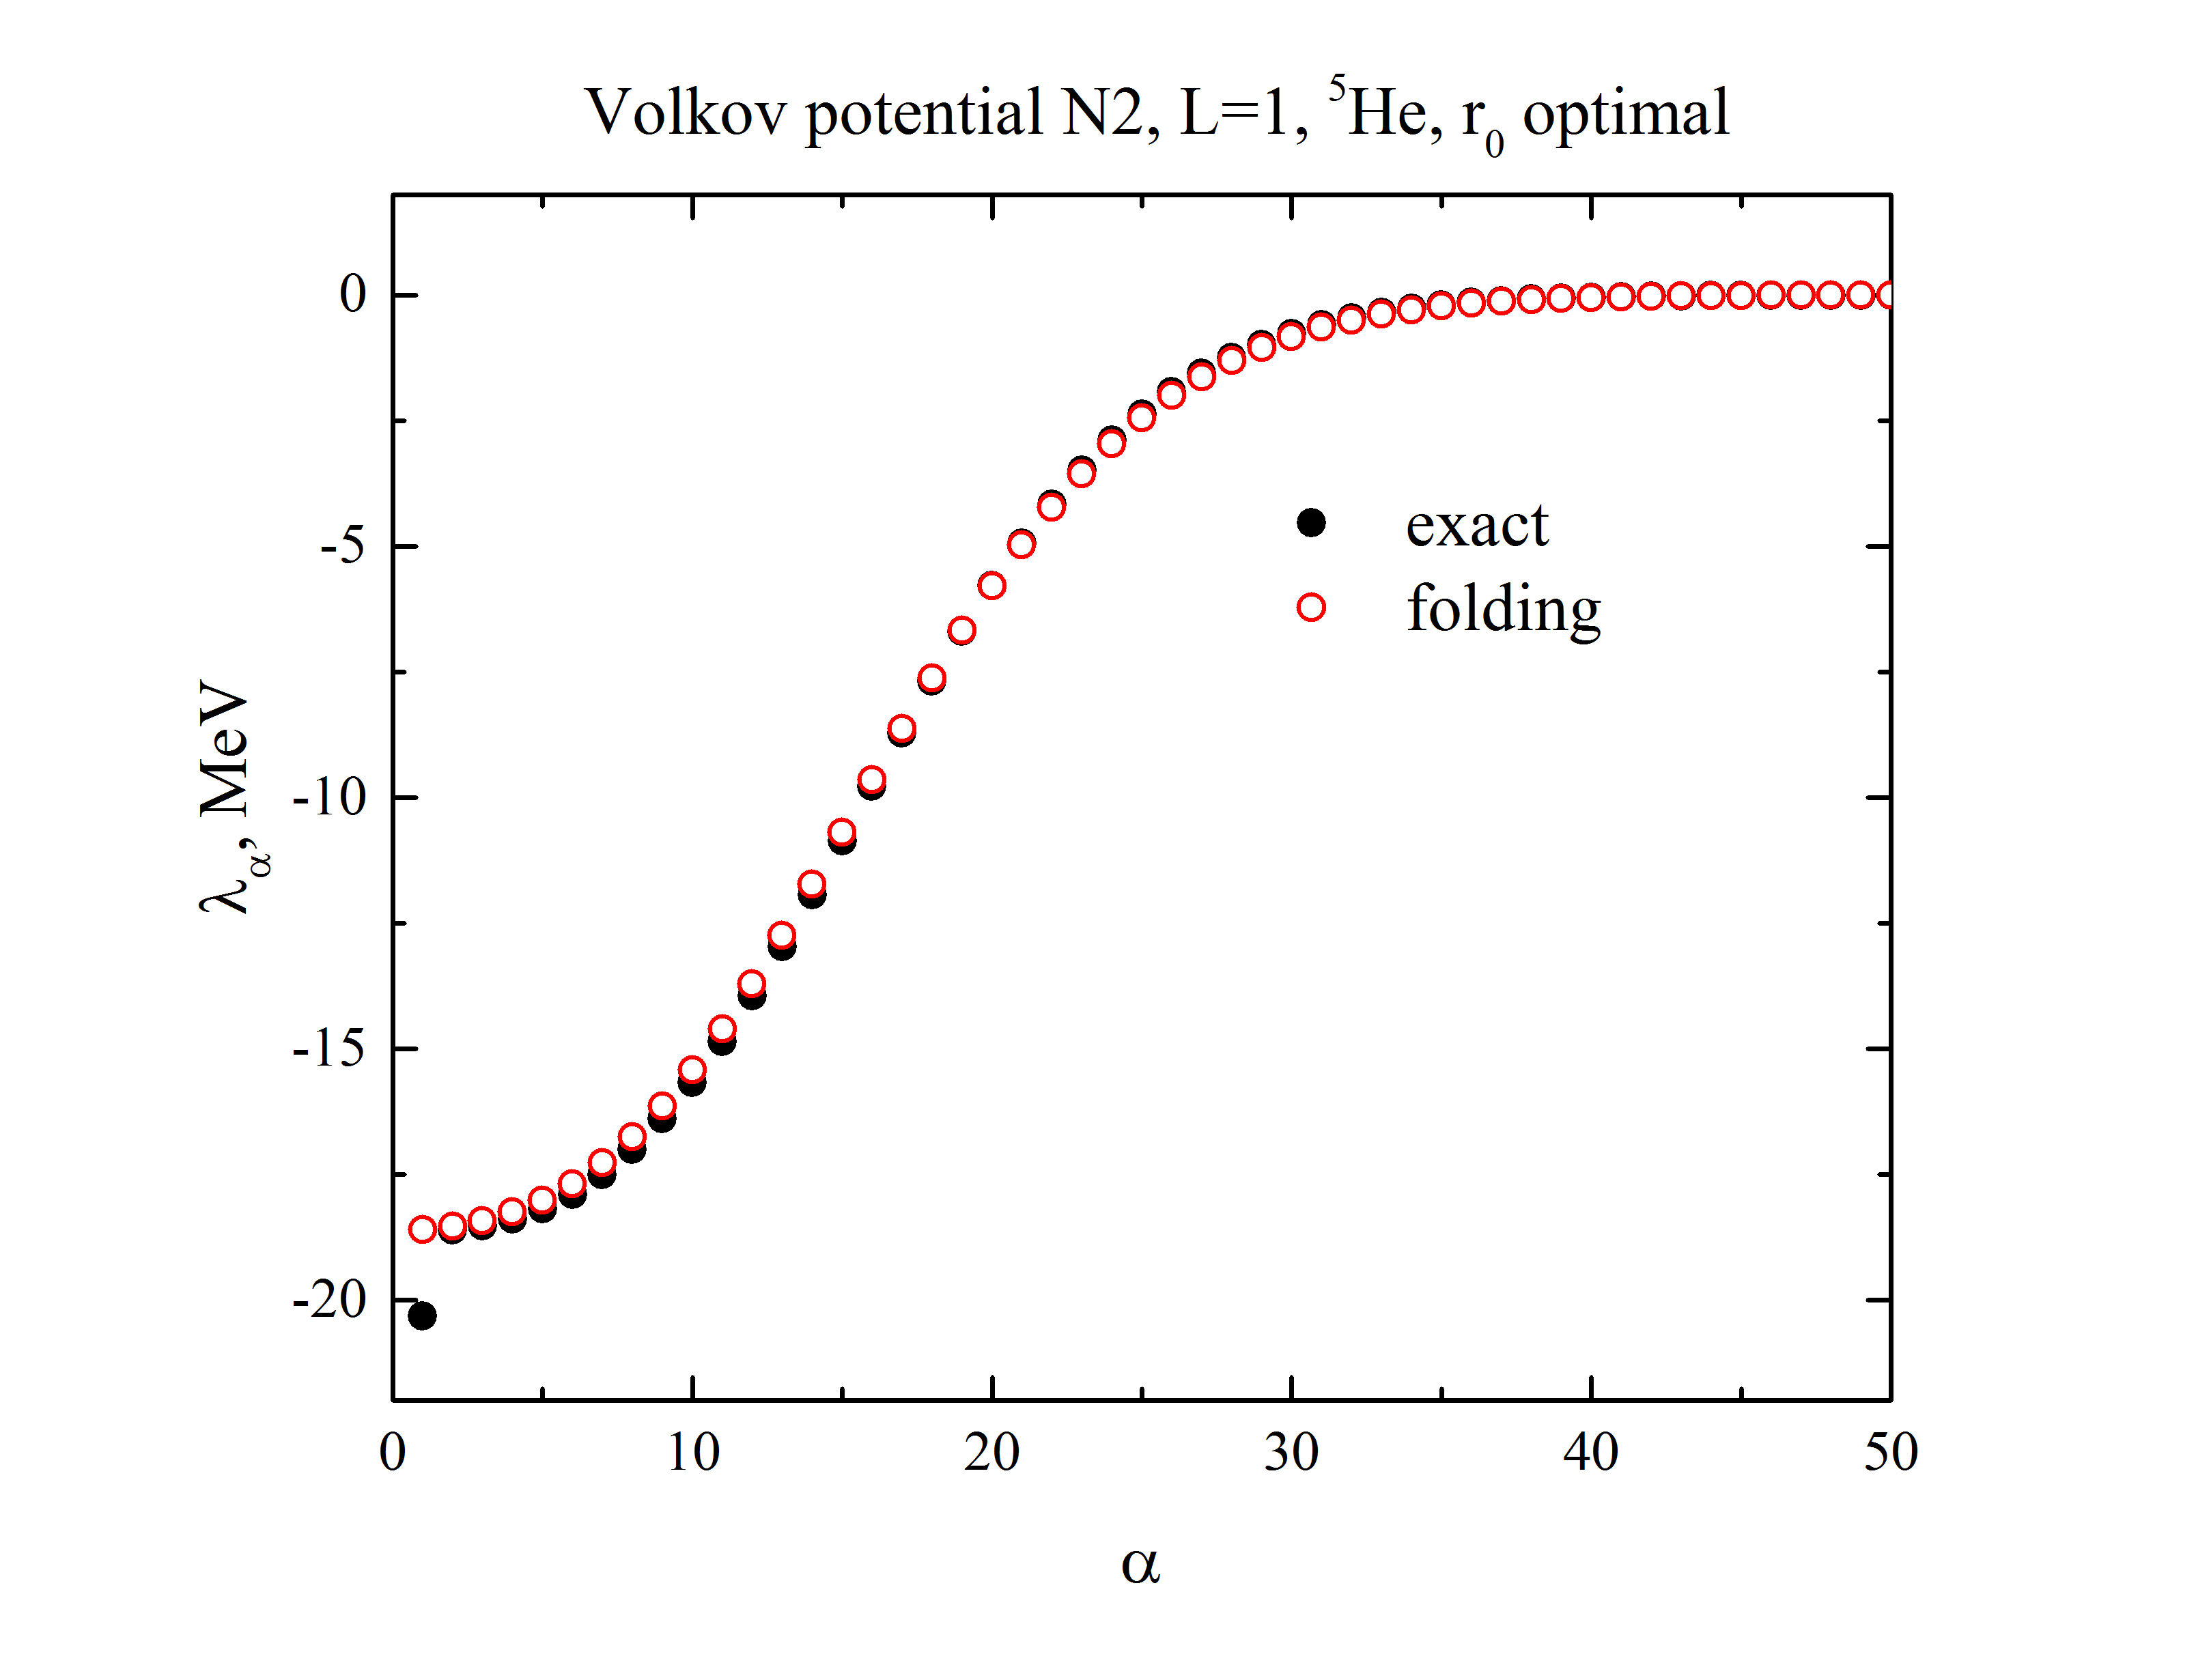 Volkov potential N2, L=1, ⁵He, r₀ optimal
0
-5
-10
-15
-20
λα, MeV
exact
folding
0 10 20 30 40 50
α